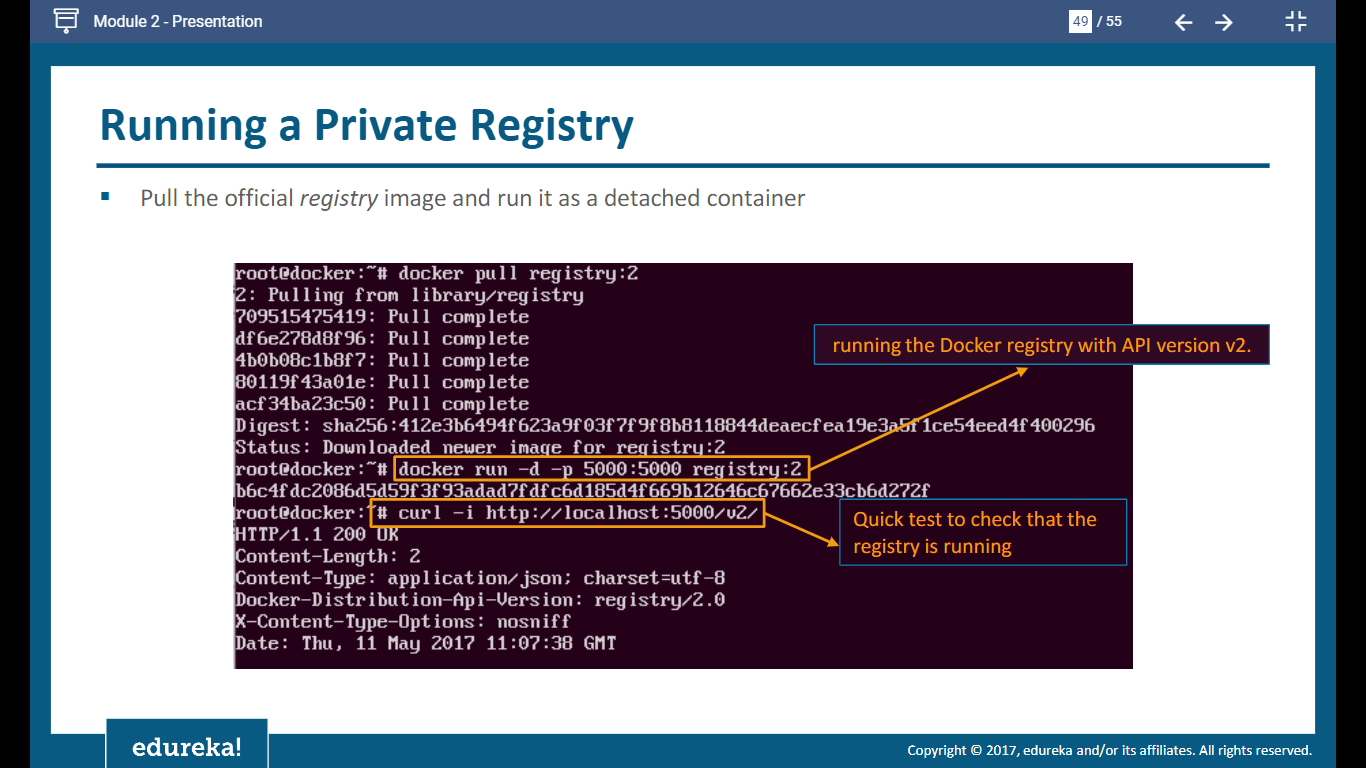 Module 2 - Presentation
49 / 55
Running a Private Registry
▪ Pull the official registry image and run it as a detached container
root@docker:~# docker pull registry:2
2: Pulling from library/registry
709515475419: Pull complete
df6e278d8f96: Pull complete
4b0b08c1b8f7: Pull complete
80119f43a01e: Pull complete
acf34ba23c50: Pull complete
Digest: sha256:412e3b6494f623a9f03f7f9f8b8118844deaecfea19e3a5f1ce54eed4f400296
Status: Downloaded newer image for registry:2
root@docker:~# docker run -d -p 5000:5000 registry:2
b6c4fdc2086d5d59f3f93adad7fdfc6d185d4f669b12646c67662e33cb6d272f
root@docker:~# curl -i http://localhost:5000/v2/
HTTP/1.1 200 OK
Content-Length: 2
Content-Type: application/json; charset=utf-8
Docker-Distribution-Api-Version: registry/2.0
X-Content-Type-Options: nosniff
Date: Thu, 11 May 2017 11:07:38 GMT
running the Docker registry with API version v2.
Quick test to check that the
registry is running
edureka!
Copyright © 2017, edureka and/or its affiliates. All rights reserved.